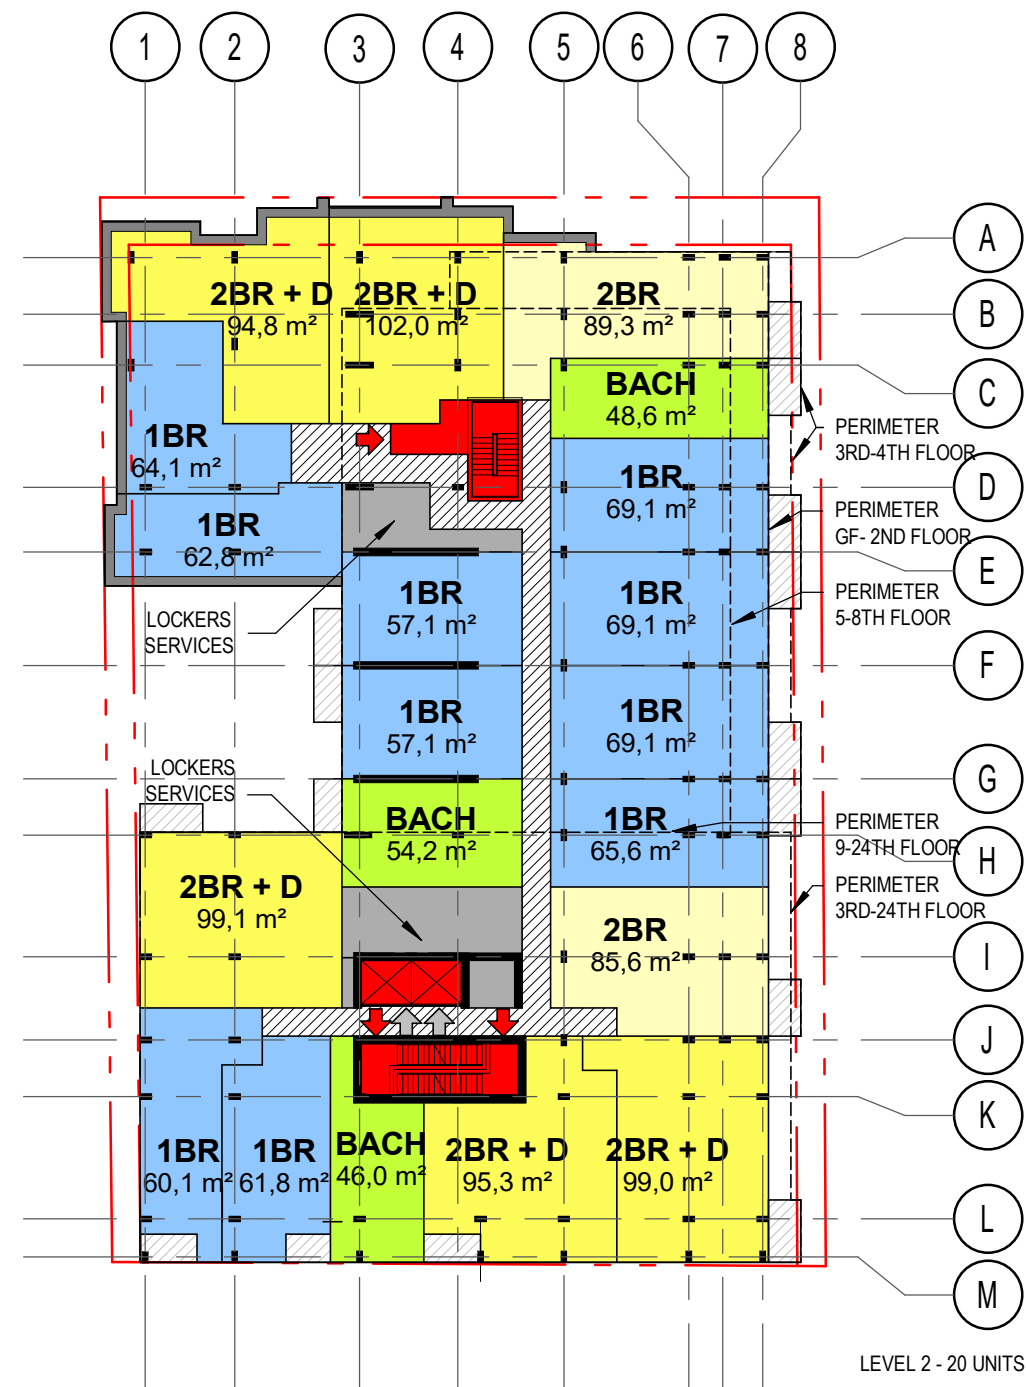 1
2
3
4
5
6
7
8
A
B
C
D
E
F
G
H
I
J
K
L
M
2BR + D
94,8 m²
2BR + D
102,0 m²
2BR
89,3 m²
BACH
48,6 m²
1BR
64,1 m²
1BR
69,1 m²
1BR
62,8 m²
1BR
57,1 m²
1BR
69,1 m²
1BR
57,1 m²
1BR
69,1 m²
BACH
54,2 m²
1BR
65,6 m²
2BR + D
99,1 m²
2BR
85,6 m²
1BR
60,1 m²
1BR
61,8 m²
BACH
46,0 m²
2BR + D
95,3 m²
2BR + D
99,0 m²
LOCKERS
SERVICES
LOCKERS
SERVICES
PERIMETER
3RD-4TH FLOOR
PERIMETER
GF- 2ND FLOOR
PERIMETER
5-8TH FLOOR
PERIMETER
9-24TH FLOOR
PERIMETER
3RD-24TH FLOOR
LEVEL 2 - 20 UNITS